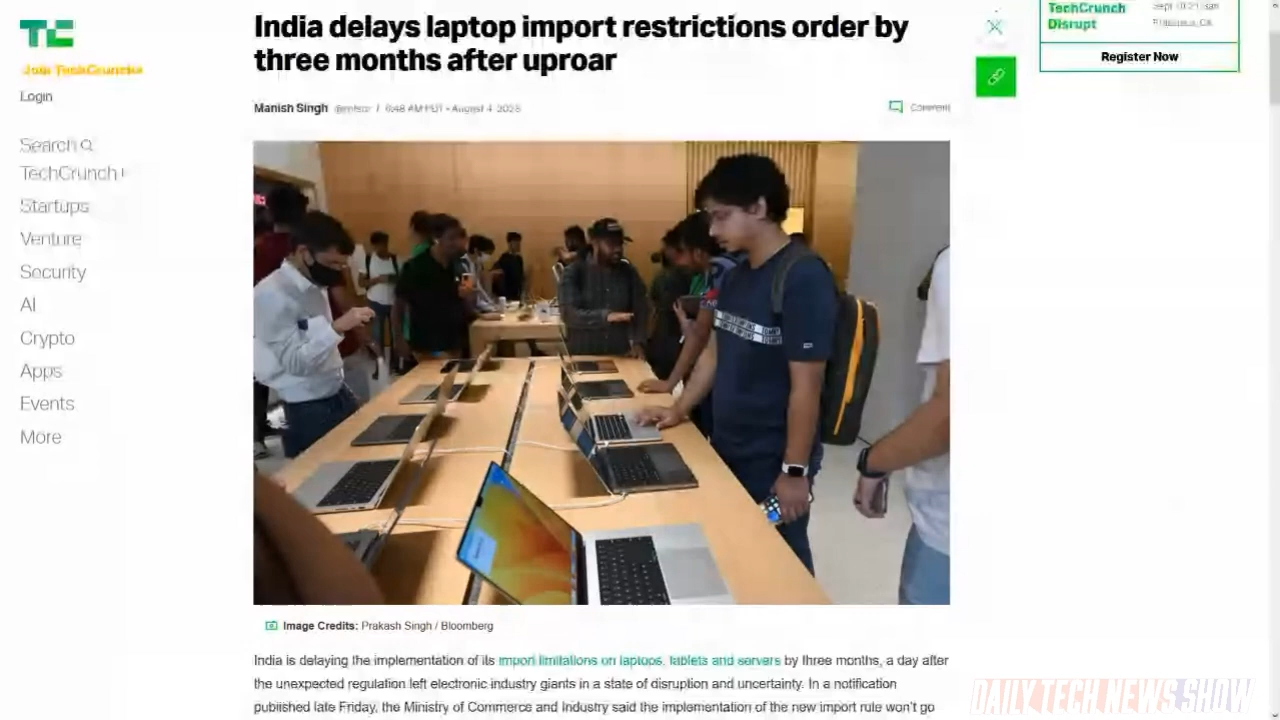 TechCrunch
Disrupt
Register Now
TC
Join TechCrunch+
Login
Search
TechCrunch+
Startups
Venture
Security
AI
Crypto
Apps
Events
More
India delays laptop import restrictions order by
three months after uproar
Manish Singh
Comment
Image Credits: Prakash Singh / Bloomberg
India is delaying the implementation of its import limitations on laptops, tablets and servers by three months, a day after
the unexpected regulation left electronic industry giants in a state of disruption and uncertainty. In a notification
published late Friday, the Ministry of Commerce and Industry said the implementation of the new import rule won't go
DAILY TECH NEWS SHOW